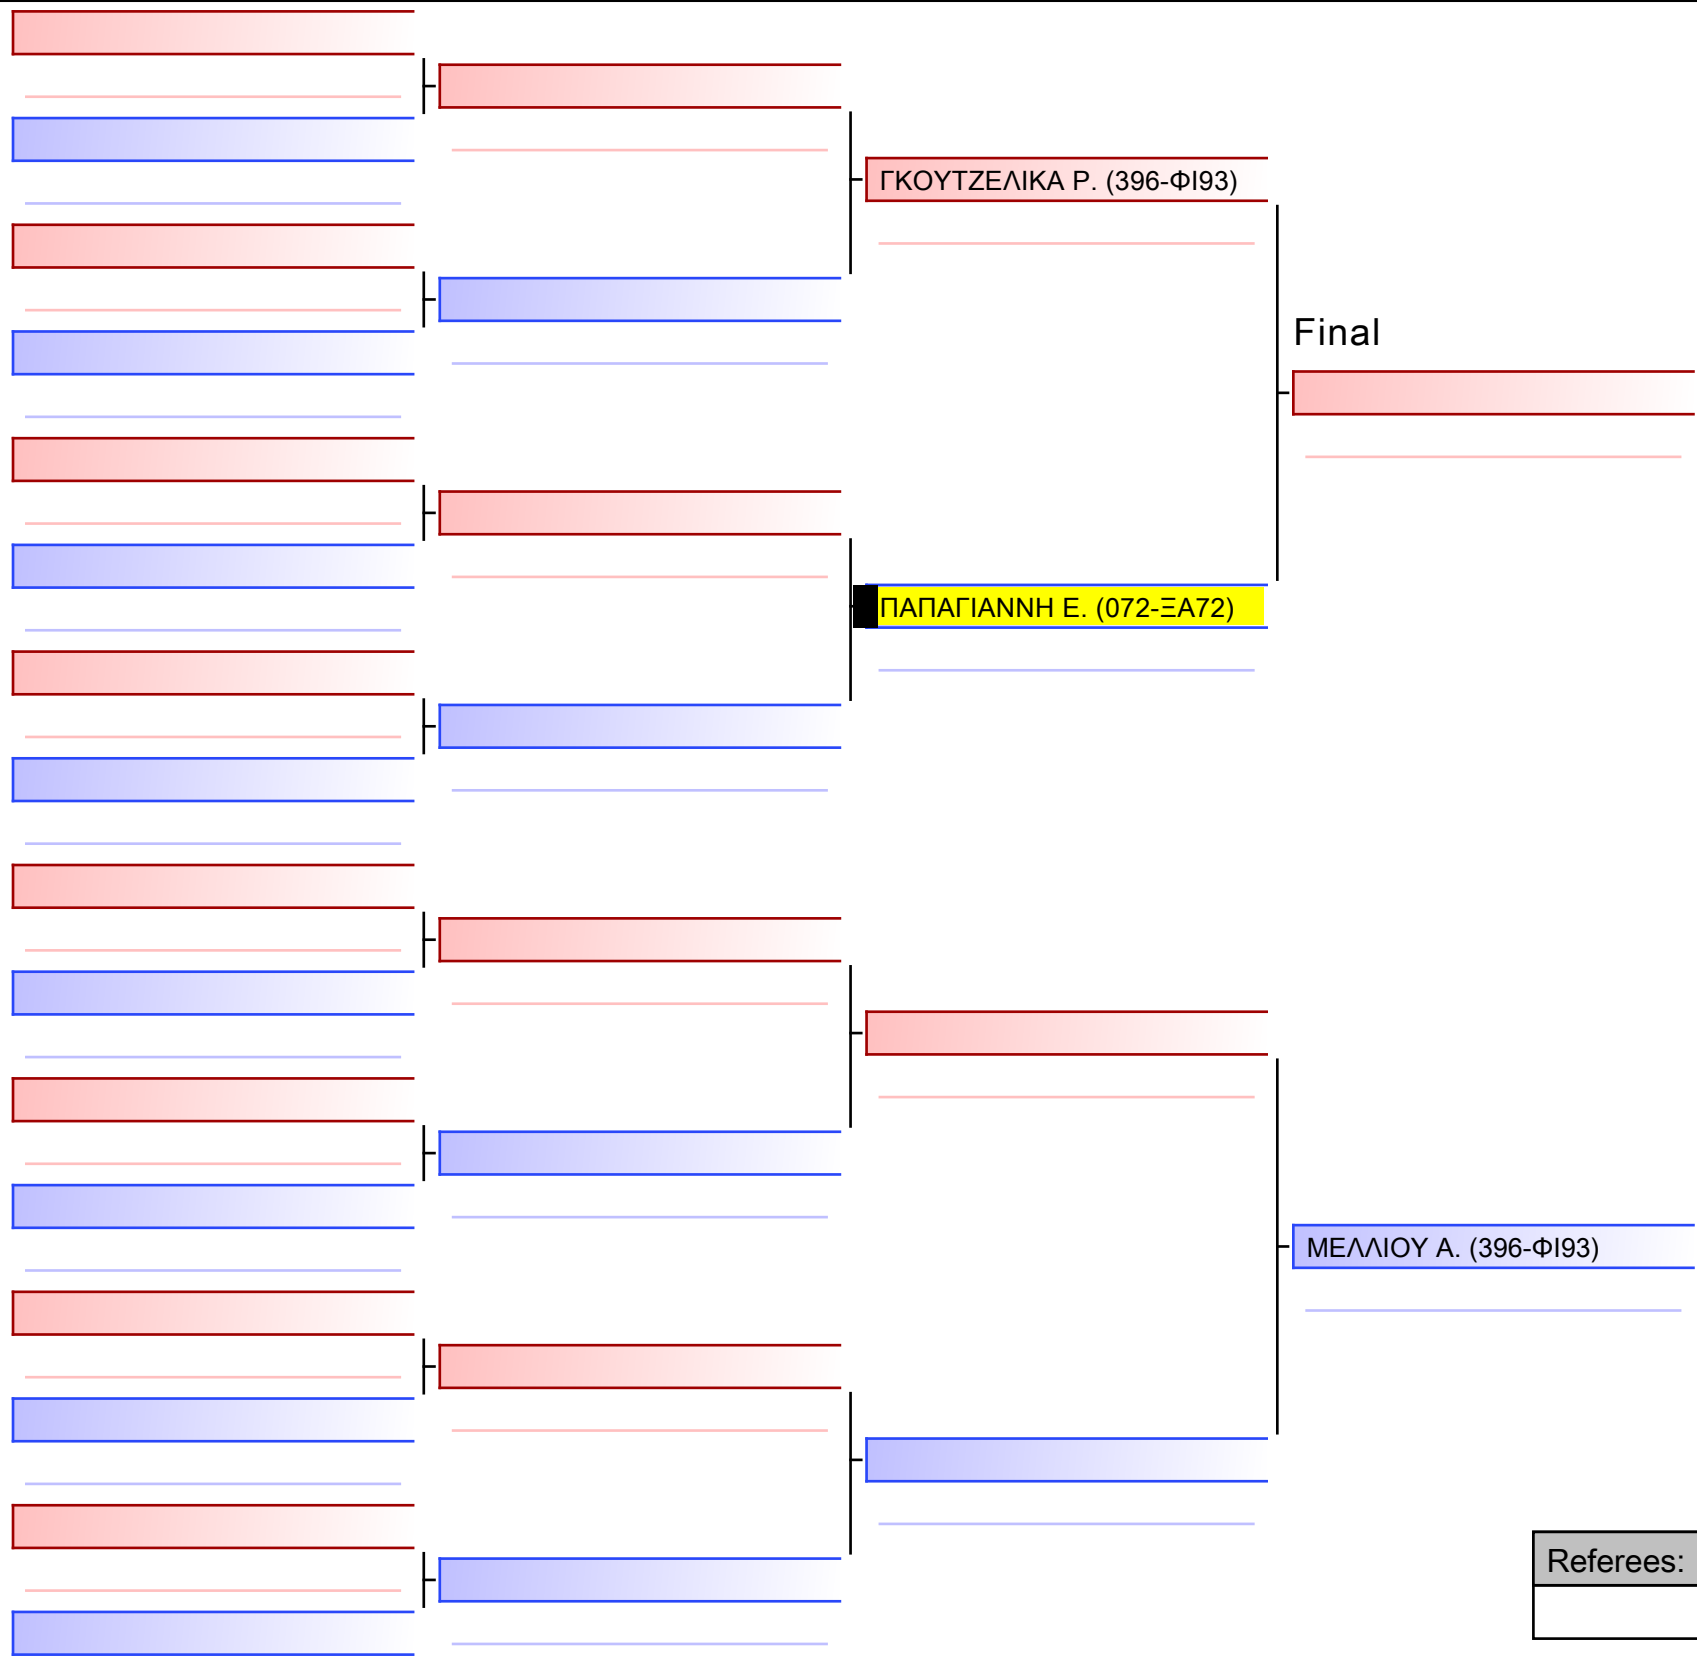 ΓΚΟΥΤΖΕΛΙΚΑ Ρ. (396-ΦΙ93)
Final
ΠΑΠΑΓΙΑΝΝΗ Ε. (072-ΞΑ72)
ΜΕΛΛΙΟΥ Α. (396-ΦΙ93)
Referees: